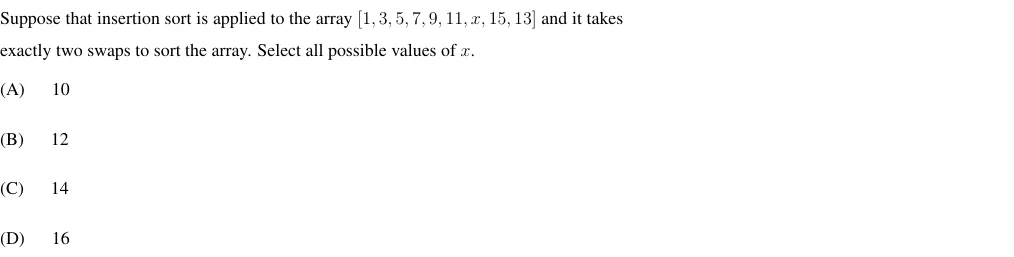 Suppose that insertion sort is applied to the array [1, 3, 5, 7, 9, 11, x, 15, 13] and it takes
exactly two swaps to sort the array. Select all possible values of x.
(A) 10
(B) 12
(C) 14
(D) 16